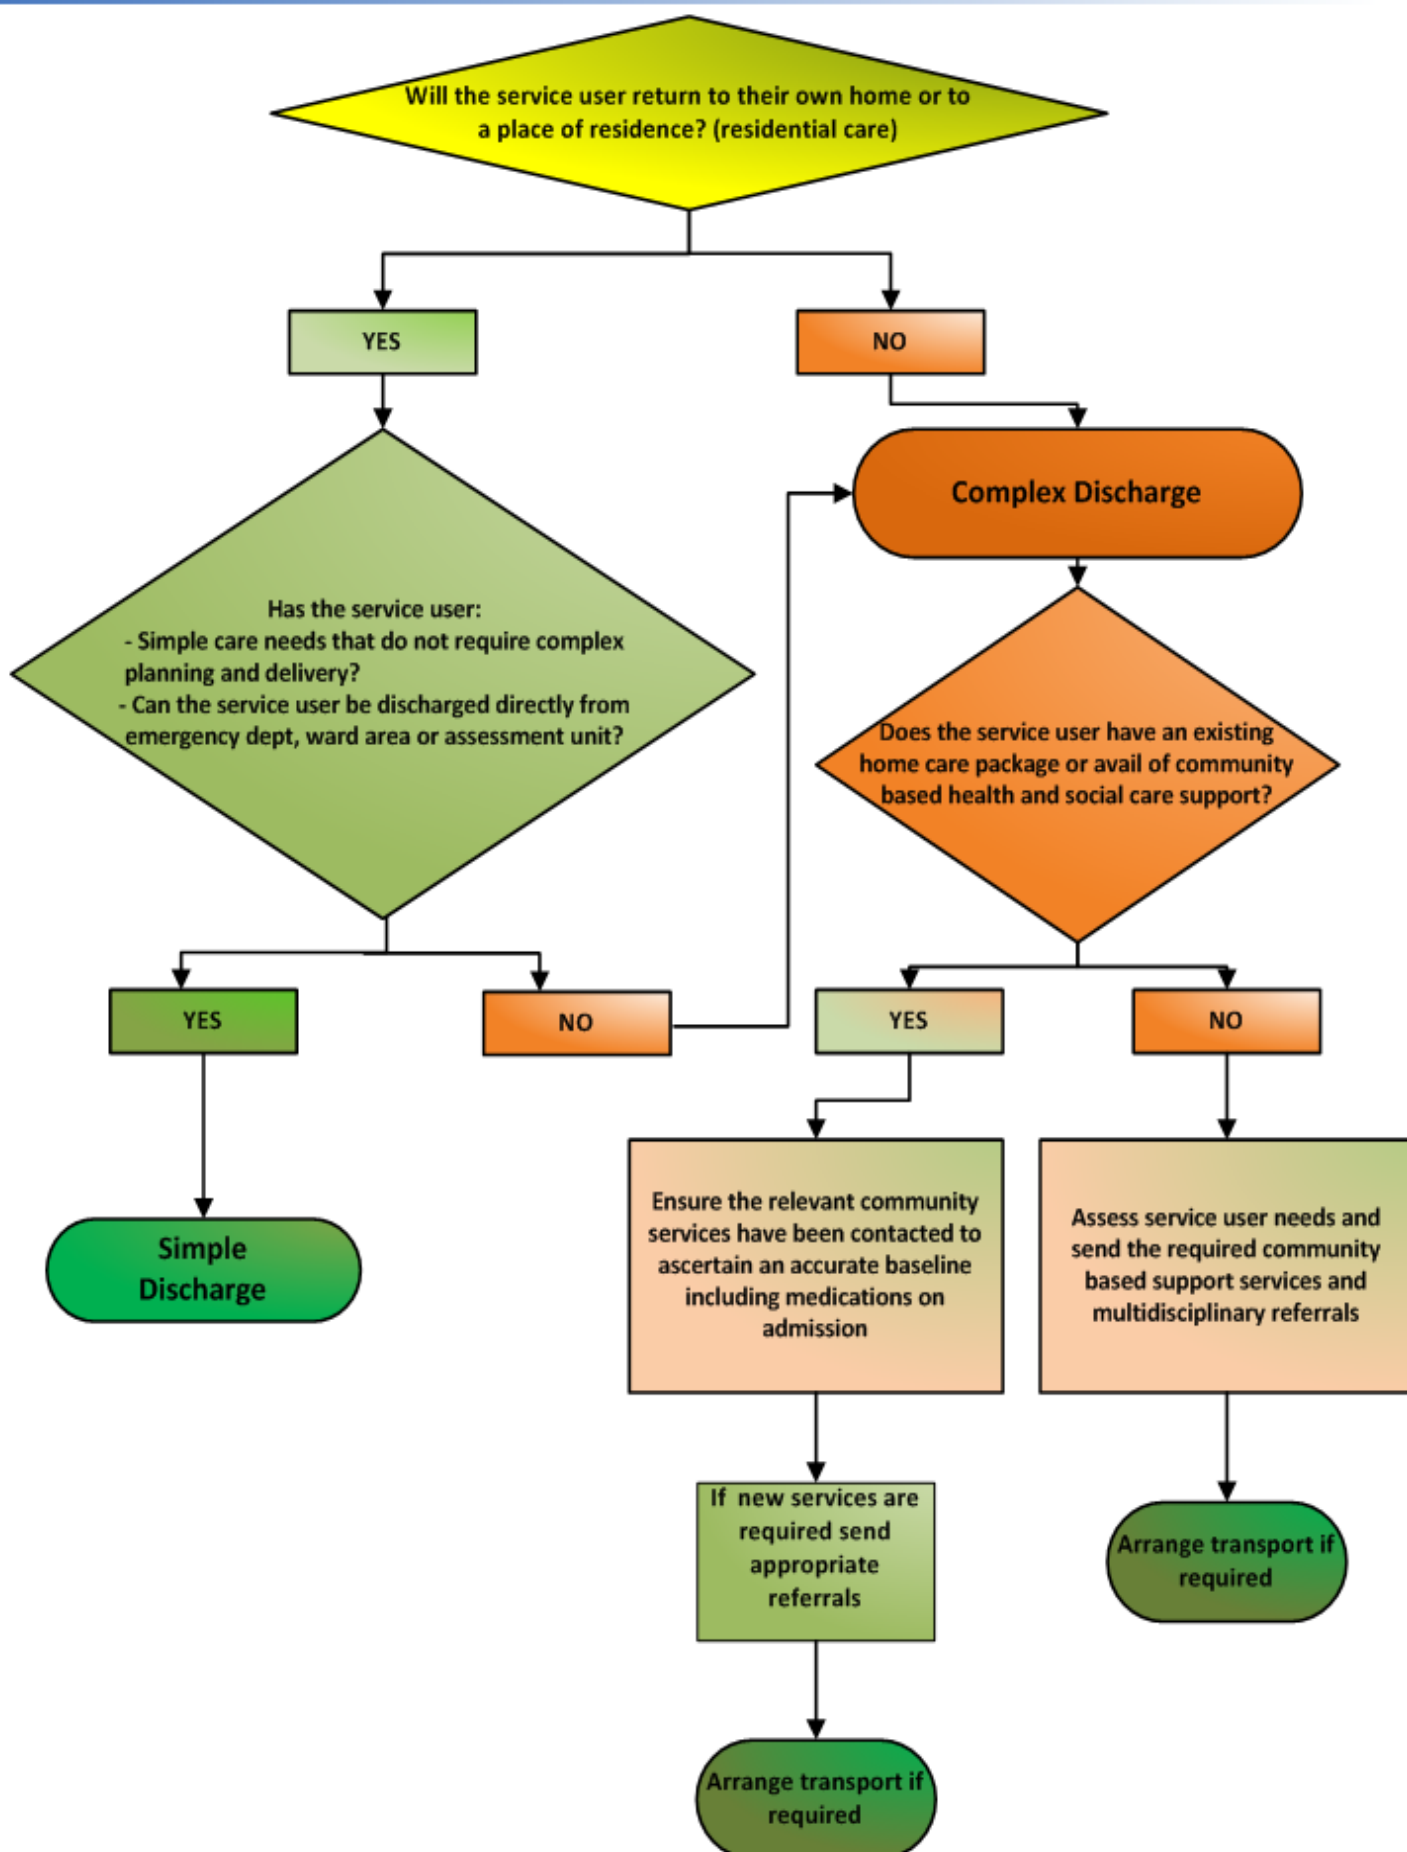 Will the service user return to their own home or to
a place of residence? (residential care)
YES
NO
Complex Discharge
Has the service user:
- Simple care needs that do not require complex
planning and delivery?
- Can the service user be discharged directly from
emergency dept, ward area or assessment unit?
Does the service user have an existing
home care package or avail of community
based health and social care support?
YES
NO
YES
NO
Simple
Discharge
Ensure the relevant community
services have been contacted to
ascertain an accurate baseline
including medications on
admission
Assess service user needs and
send the required community
based support services and
multidisciplinary referrals
If  new services are
required send
appropriate
referrals
Arrange transport if
required
Arrange transport if
required